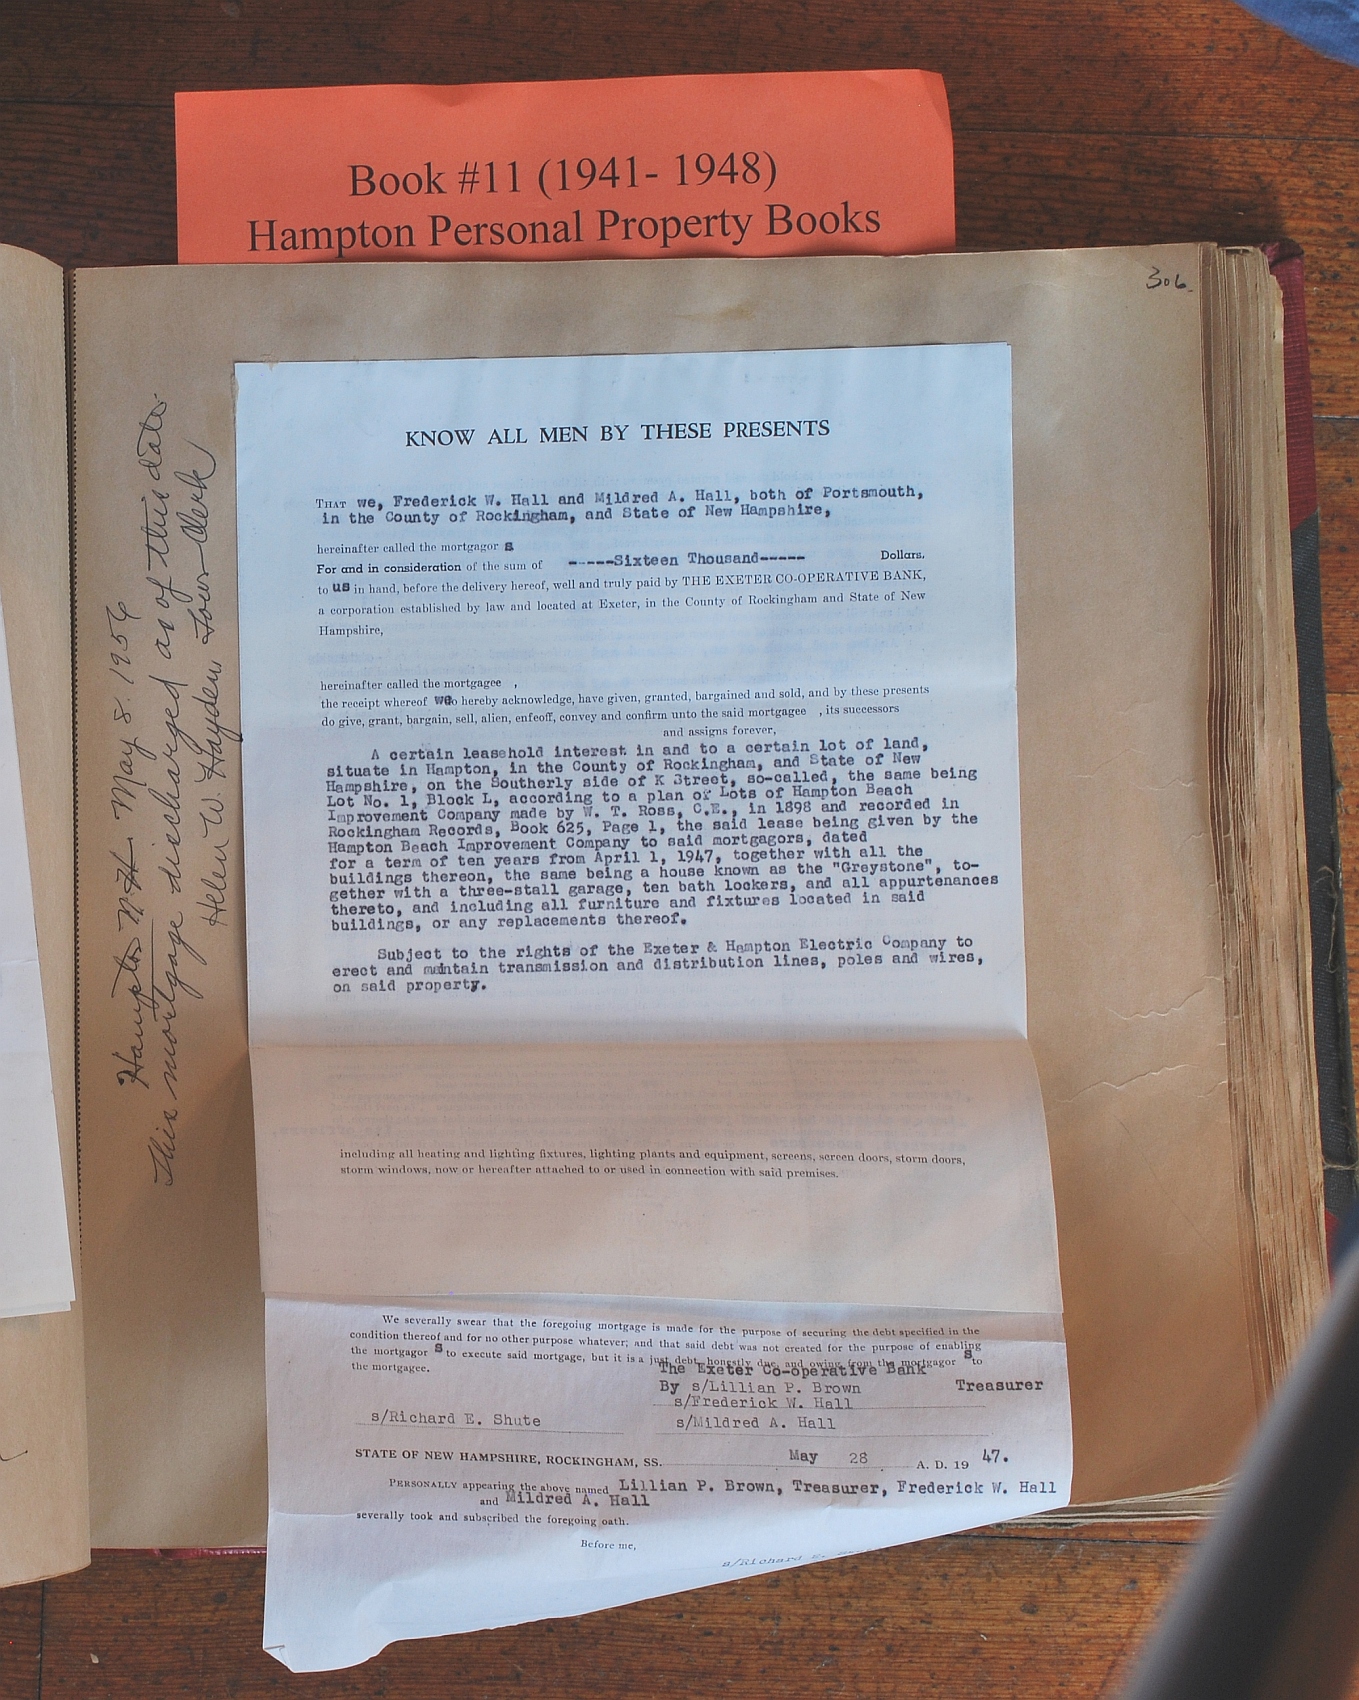 Book #11 (1941- 1948)
Hampton Personal Property Books
306.
Hampton N.H. May 8. 1956
This mortgage discharged as of this date.
Helen W. Hayden Town Clerk
KNOW ALL MEN BY THESE PRESENTS
THAT we, Frederick W. Hall and Mildred A. Hall, both of Portsmouth,
in the County of Rockingham, and State of New Hampshire,
hereinafter called the mortgagor s
For and in consideration of the sum of -----Sixteen Thousand----- Dollars.
to us in hand, before the delivery hereof, well and truly paid by THE EXETER CO-OPERATIVE BANK,
a corporation established by law and located at Exeter, in the County of Rockingham and State of New
Hampshire,
hereinafter called the mortgagee ,
the receipt whereof we do hereby acknowledge, have given, granted, bargained and sold, and by these presents
do give, grant, bargain, sell, alien, enfeoff, convey and confirm unto the said mortgagee , its successors
and assigns forever,
A certain leasehold interest in and to a certain lot of land,
situate in Hampton, in the County of Rockingham, and State of New
Hampshire, on the Southerly side of K Street, so-called, the same being
Lot No. 1, Block L, according to a plan of Lots of Hampton Beach
Improvement Company made by W. T. Ross, C.E., in 1898 and recorded in
Rockingham Records, Book 625, Page 1, the said lease being given by the
Hampton Beach Improvement Company to said mortgagors, dated
for a term of ten years from April 1, 1947, together with all the
buildings thereon, the same being a house known as the "Greystone", to-
gether with a three-stall garage, ten bath lockers, and all appurtenances
thereto, and including all furniture and fixtures located in said
buildings, or any replacements thereof.
Subject to the rights of the Exeter & Hampton Electric Company to
erect and maintain transmission and distribution lines, poles and wires,
on said property.
including all heating and lighting fixtures, lighting plants and equipment, screens, screen doors, storm doors,
storm windows, now or hereafter attached to or used in connection with said premises.
We severally swear that the foregoing mortgage is made for the purpose of securing the debt specified in the
condition thereof and for no other purpose whatever; and that said debt was not created for the purpose of enabling
the mortgagor s to execute said mortgage, but it is a just debt, honestly due, and owing from the mortgagor s to
the mortgagee.
The Exeter Co-operative Bank
By s/Lillian P. Brown Treasurer
s/Frederick W. Hall
s/Richard E. Shute s/Mildred A. Hall
STATE OF NEW HAMPSHIRE, ROCKINGHAM, SS. May 28 A. D. 19 47.
PERSONALLY appearing the above named Lillian P. Brown, Treasurer, Frederick W. Hall
and Mildred A. Hall
severally took and subscribed the foregoing oath.
Before me,
s/Richard E.